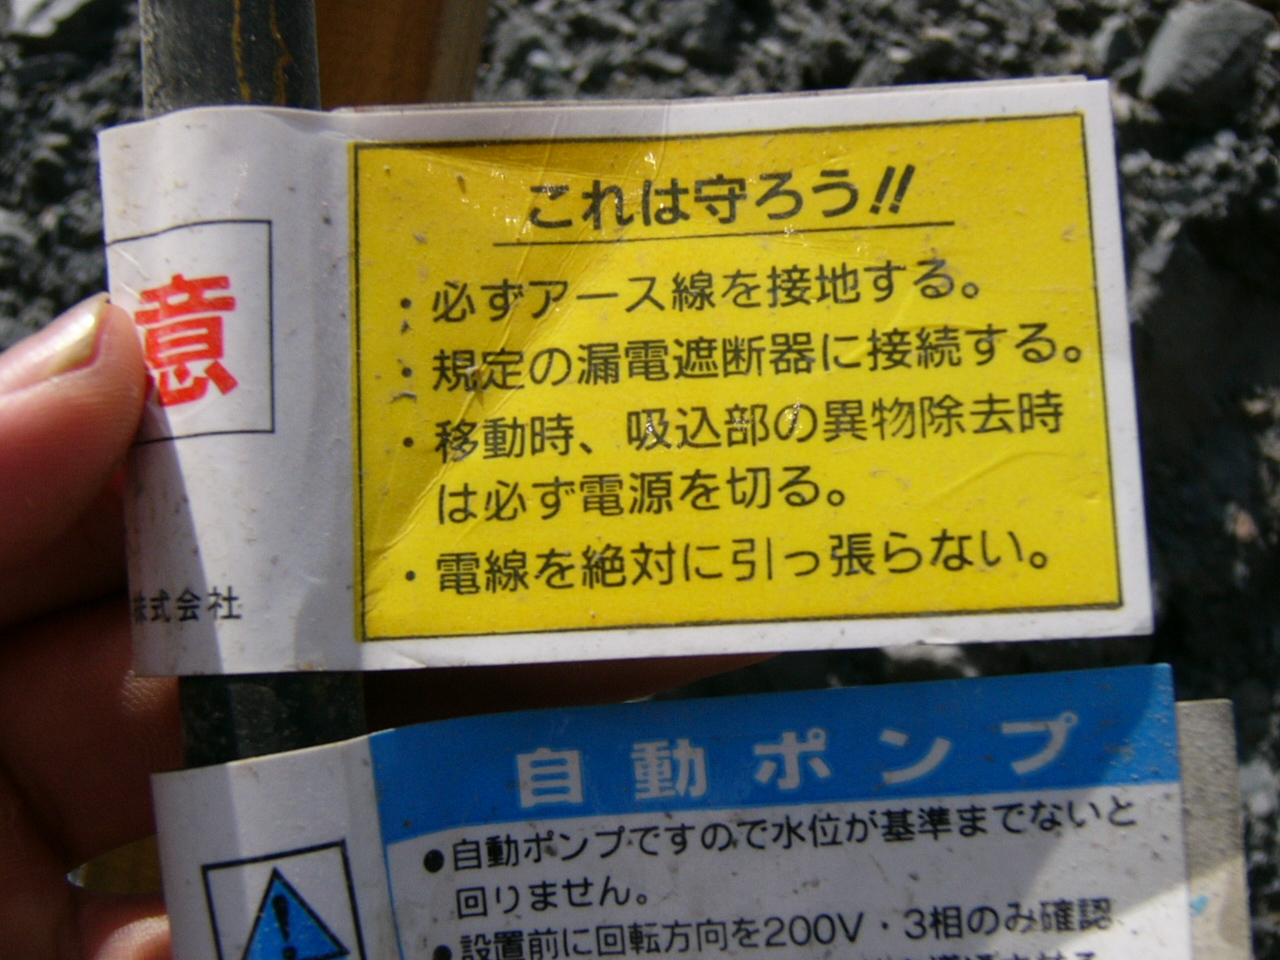 これは守ろう!!
・必ずアース線を接地する。
・規定の漏電遮断器に接続する。
・移動時、吸込部の異物除去時
は必ず電源を切る。
・電線を絶対に引っ張らない。
意
株式会社
自動ポンプ
●自動ポンプですので水位が基準までないと
回りません。
●設置前に回転方向を200V・3相のみ確認